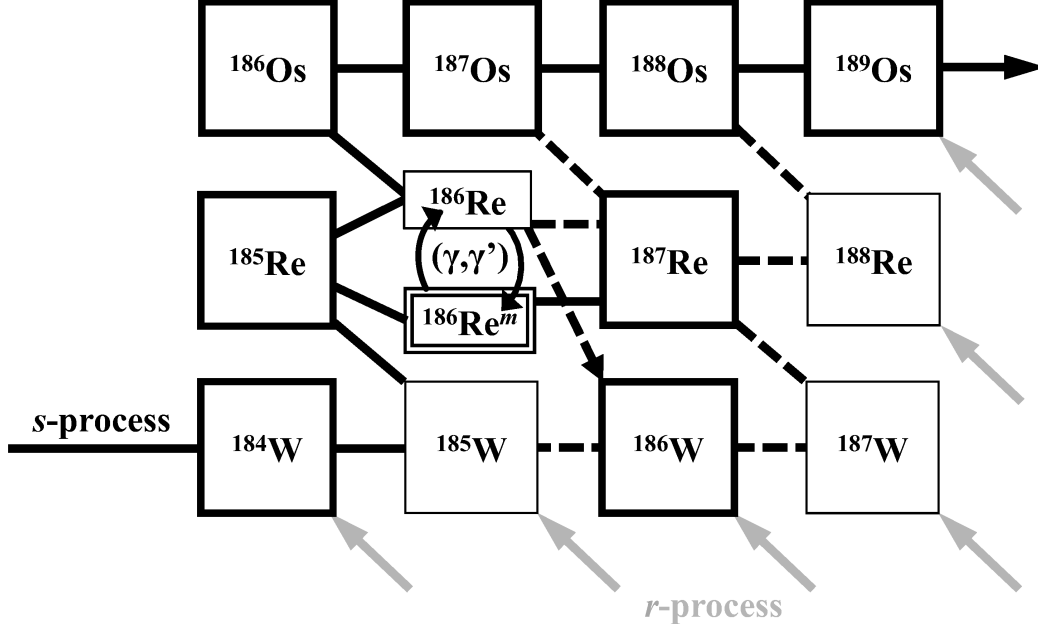 ¹⁸⁶Os ¹⁸⁷Os ¹⁸⁸Os ¹⁸⁹Os
¹⁸⁶Re
¹⁸⁵Re (γ,γ’) ¹⁸⁷Re ¹⁸⁸Re
¹⁸⁶Reᵐ
s-process
¹⁸⁴W ¹⁸⁵W ¹⁸⁶W ¹⁸⁷W
r-process